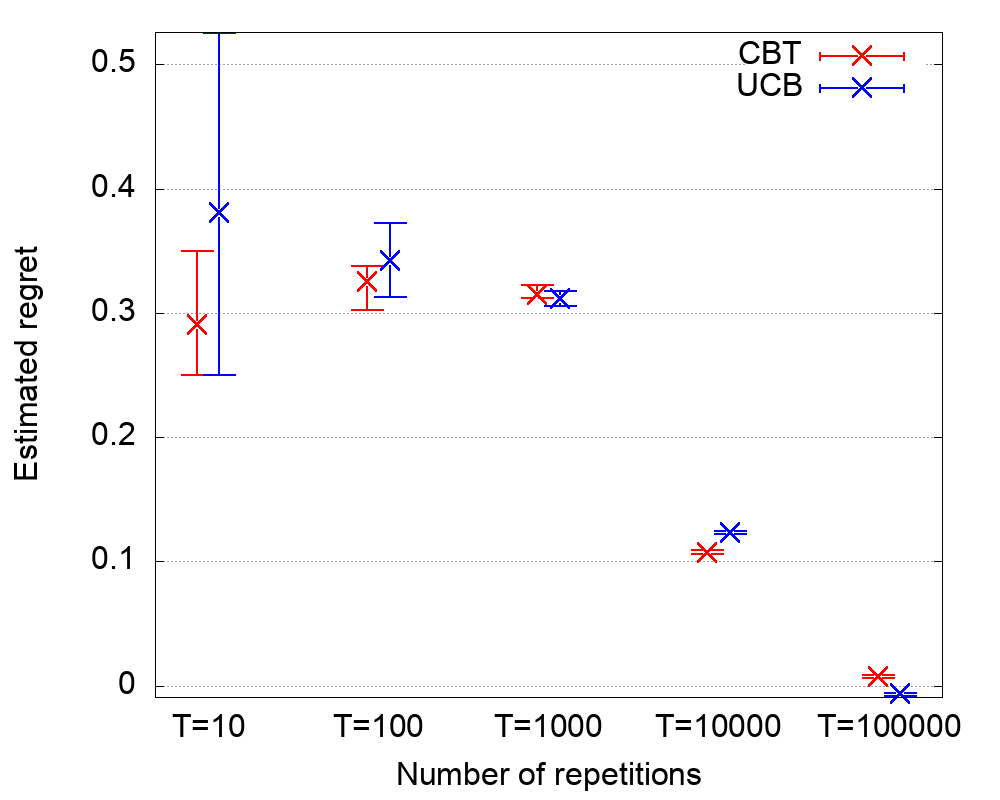 CBT
UCB
0.5
0.4
0.3
0.2
0.1
0
Estimated regret
T=10 T=100 T=1000 T=10000 T=100000
Number of repetitions